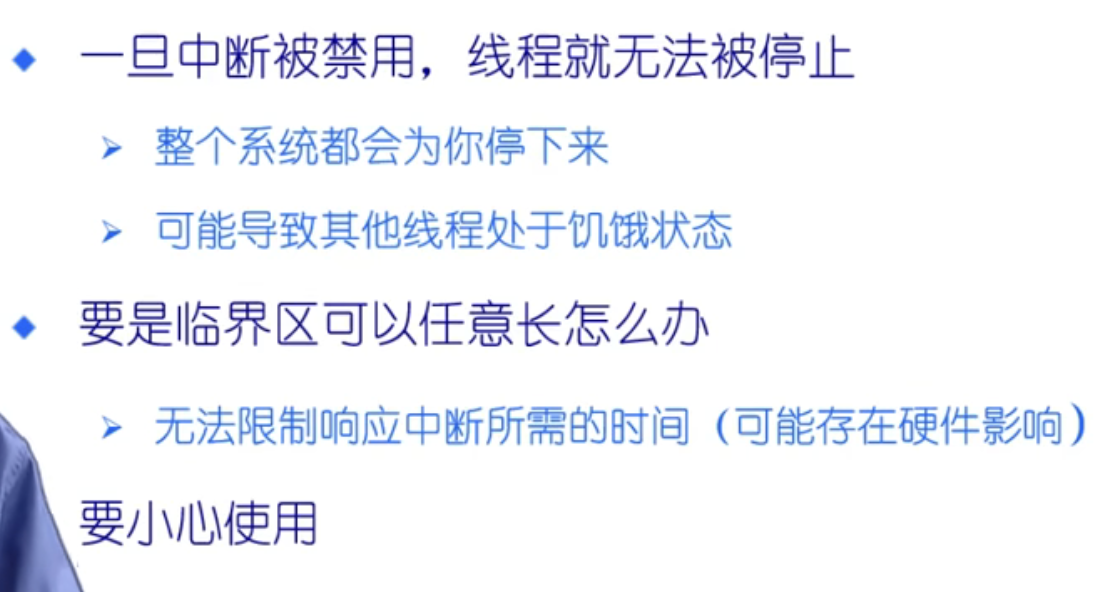 一旦中断被禁用，线程就无法被停止
整个系统都会为你停下来
可能导致其他线程处于饥饿状态
要是临界区可以任意长怎么办
无法限制响应中断所需的时间（可能存在硬件影响）
要小心使用